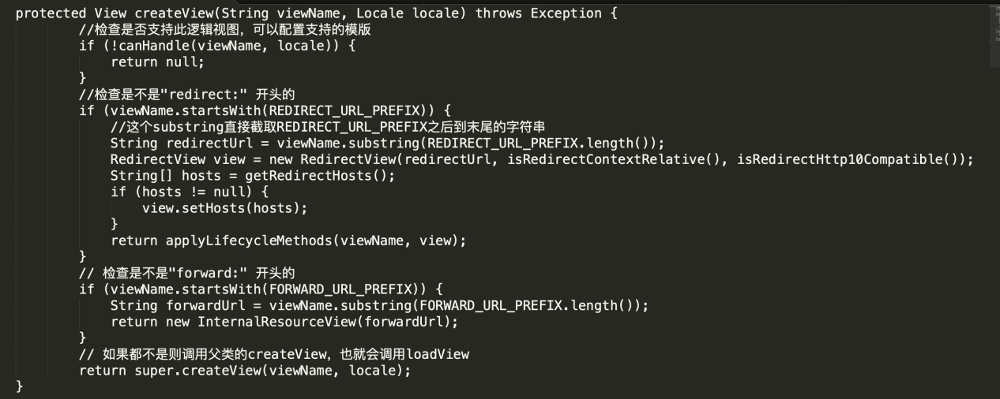 protected View createView(String viewName, Locale locale) throws Exception {
//检查是否支持此逻辑视图，可以配置支持的模版
if (!canHandle(viewName, locale)) {
return null;
}
//检查是不是"redirect:" 开头的
if (viewName.startsWith(REDIRECT_URL_PREFIX)) {
//这个substring直接截取REDIRECT_URL_PREFIX之后到末尾的字符串
String redirectUrl = viewName.substring(REDIRECT_URL_PREFIX.length());
RedirectView view = new RedirectView(redirectUrl, isRedirectContextRelative(), isRedirectHttp10Compatible());
String[] hosts = getRedirectHosts();
if (hosts != null) {
view.setHosts(hosts);
}
return applyLifecycleMethods(viewName, view);
}
// 检查是不是"forward:" 开头的
if (viewName.startsWith(FORWARD_URL_PREFIX)) {
String forwardUrl = viewName.substring(FORWARD_URL_PREFIX.length());
return new InternalResourceView(forwardUrl);
}
// 如果都不是则调用父类的createView，也就会调用loadView
return super.createView(viewName, locale);
}